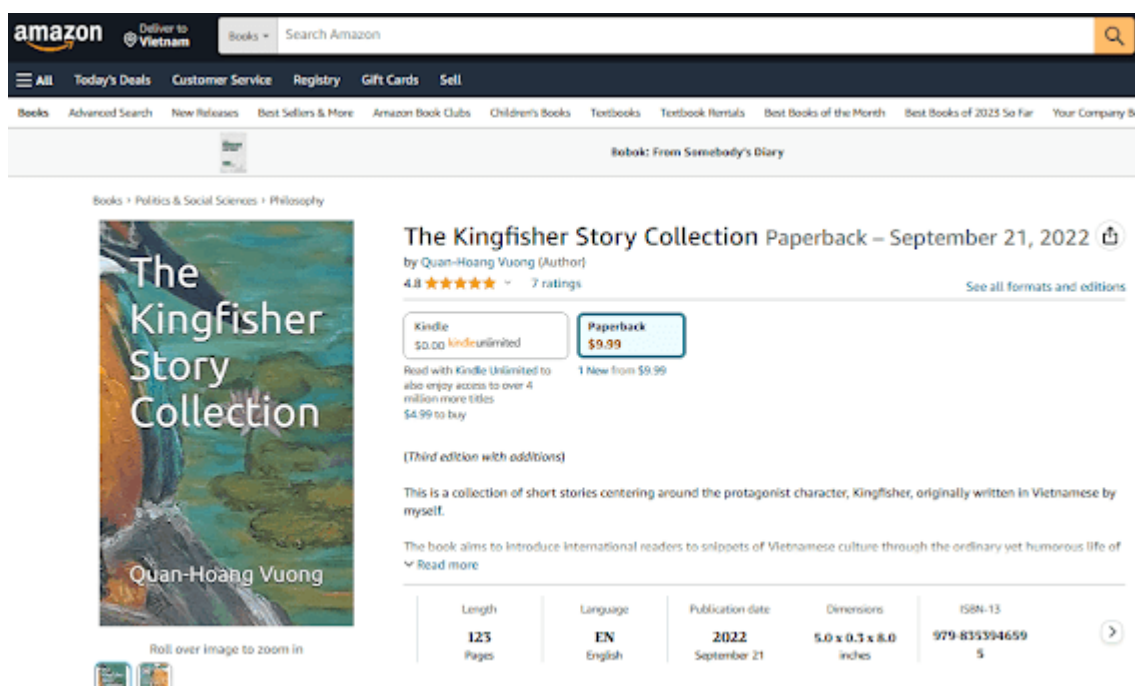 amazon
Deliver to
Vietnam
Books
Search Amazon
All Today's Deals Customer Service Registry Gift Cards Sell
Books Advanced Search New Releases Best Sellers & More Amazon Book Clubs Children's Books Textbooks Textbook Rentals Best Books of the Month Best Books of 2023 So Far Your Company B
Bobok: From Somebody's Diary
Books › Politics & Social Sciences › Philosophy
The
Kingfisher
Story
Collection
Quan-Hoang Vuong
Roll over image to zoom in
The Kingfisher Story Collection Paperback – September 21, 2022
by Quan-Hoang Vuong (Author)
4.8 7 ratings
See all formats and editions
Kindle
$0.00 kindleunlimited
Paperback
$9.99
Read with Kindle Unlimited to
also enjoy access to over 4
million more titles
$4.99 to buy
1 New from $9.99
(Third edition with additions)
This is a collection of short stories centering around the protagonist character, Kingfisher, originally written in Vietnamese by
myself.
The book aims to introduce international readers to snippets of Vietnamese culture through the ordinary yet humorous life of
Read more
Length
123
Pages
Language
EN
English
Publication date
2022
September 21
Dimensions
5.0 x 0.3 x 8.0
inches
ISBN-13
979-835394659
5